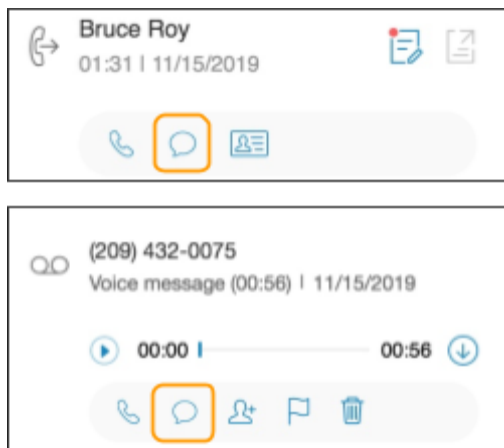 Bruce Roy
01:31 | 11/15/2019
(209) 432-0075
Voice message (00:56) | 11/15/2019
00:00 00:56